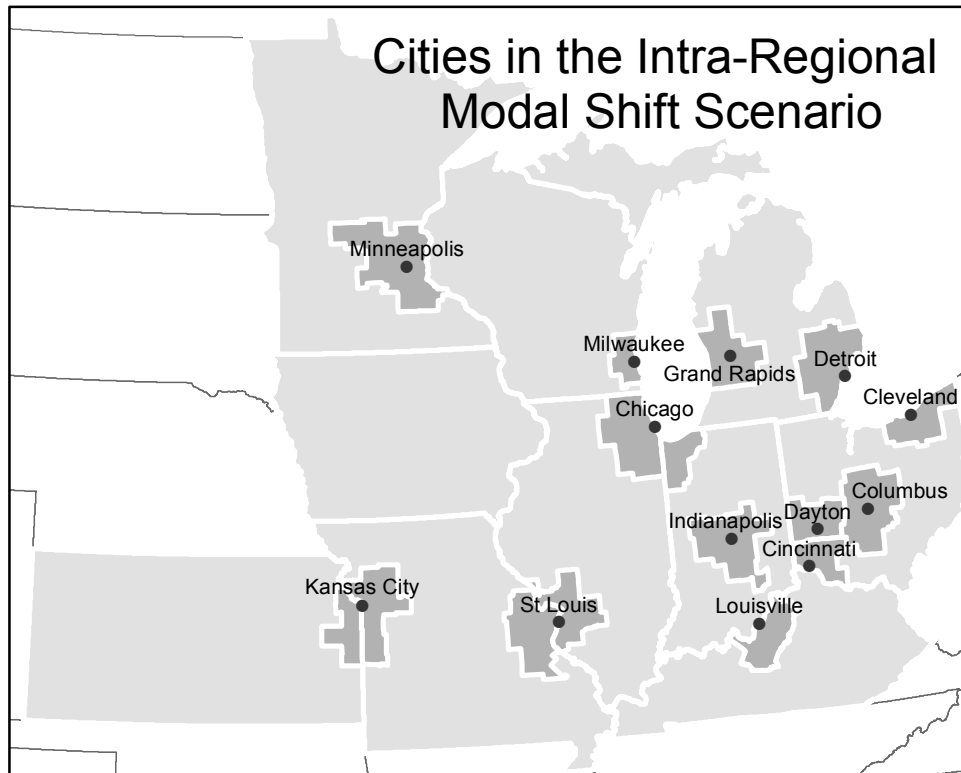 Cities in the Intra-Regional
Modal Shift Scenario
Minneapolis
Milwaukee
Grand Rapids
Detroit
Cleveland
Chicago
Columbus
Indianapolis
Dayton
Cincinnati
Kansas City
St Louis
Louisville